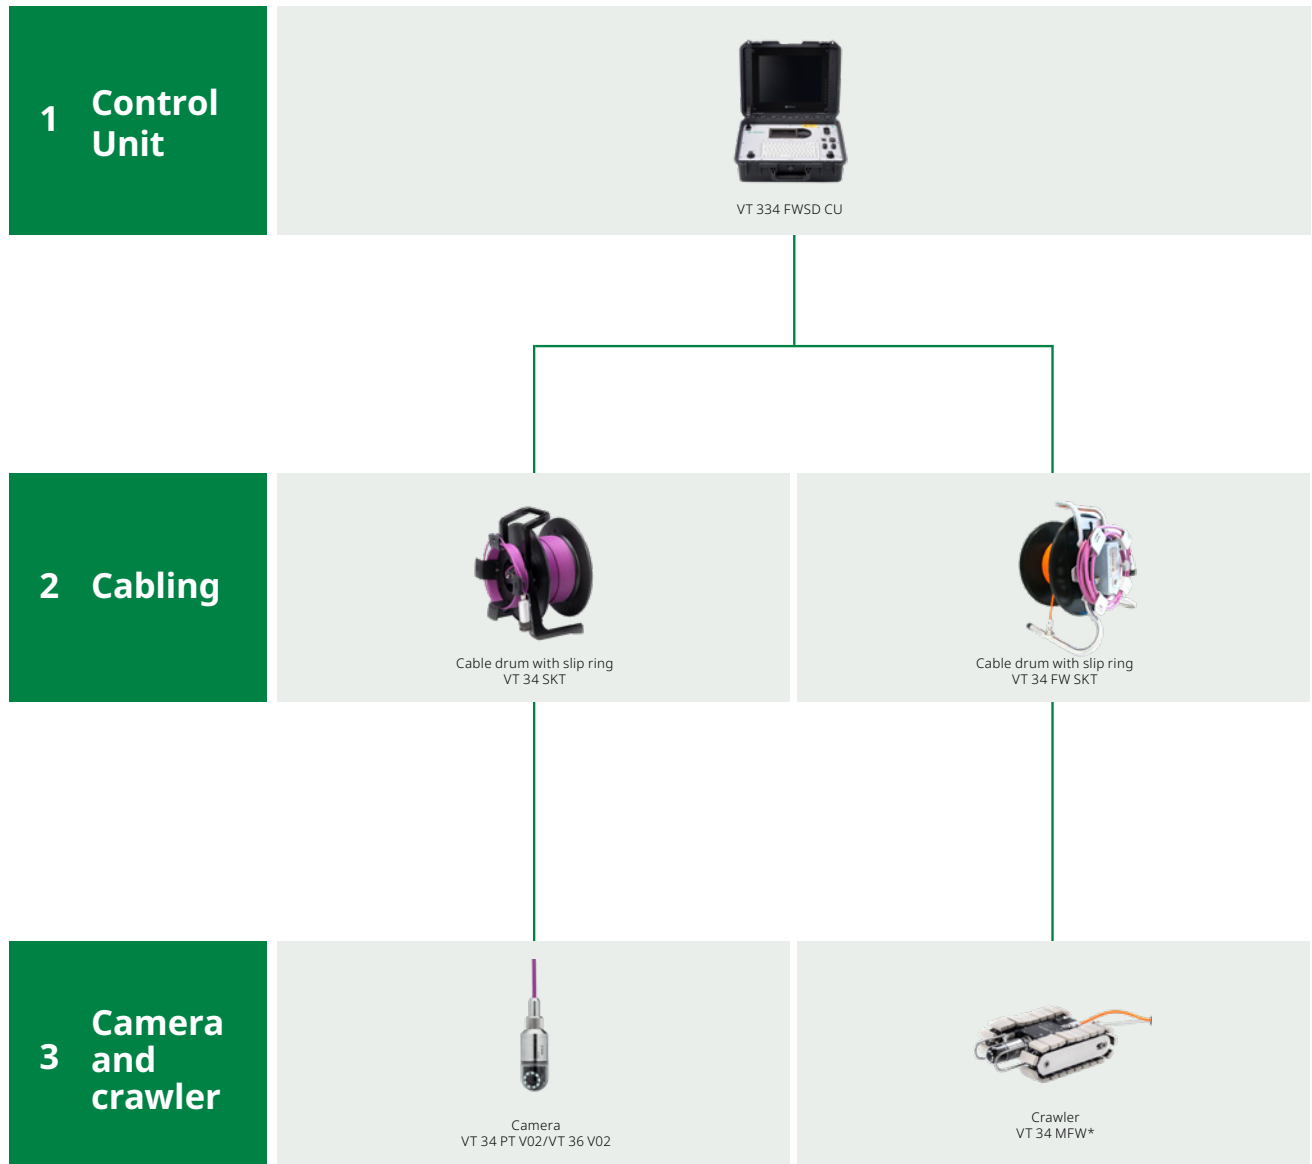 1 Control
Unit
VT 334 FWSD CU
2 Cabling
Cable drum with slip ring
VT 34 SKT
Cable drum with slip ring
VT 34 FW SKT
3 Camera
and
crawler
Camera
VT 34 PT V02/VT 36 V02
Crawler
VT 34 MFW*